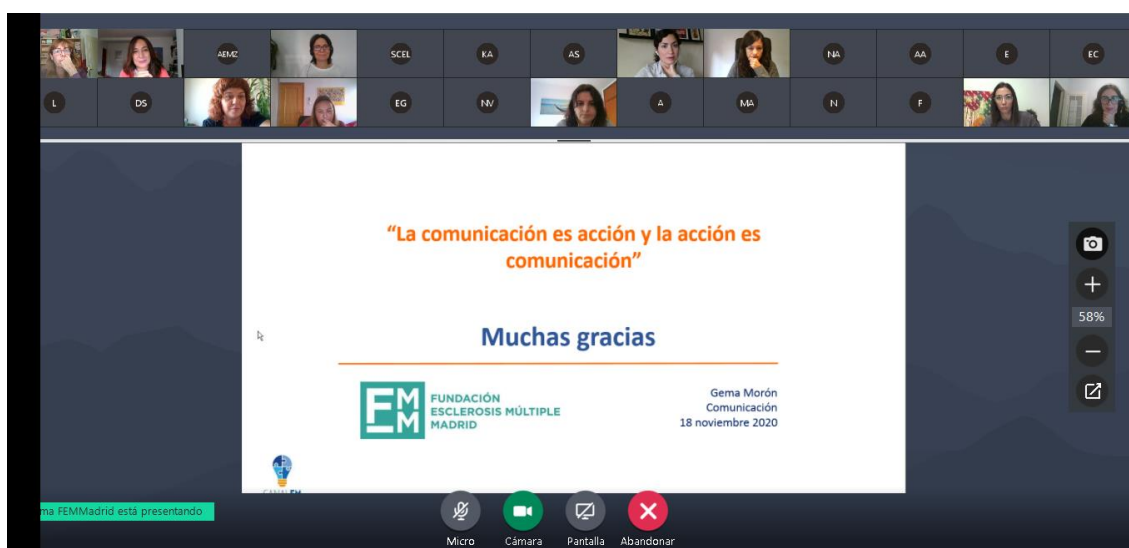 AEMZ
SCEL
KA
AS
NA
AA
E
EC
L
DS
EG
NV
A
MA
N
F
“La comunicación es acción y la acción es
comunicación”
Muchas gracias
FEMM
FUNDACIÓN
ESCLEROSIS MÚLTIPLE
MADRID
Gema Morón
Comunicación
18 noviembre 2020
58%
ma FEMMadrid está presentando
Micro
Cámara
Pantalla
Abandonar